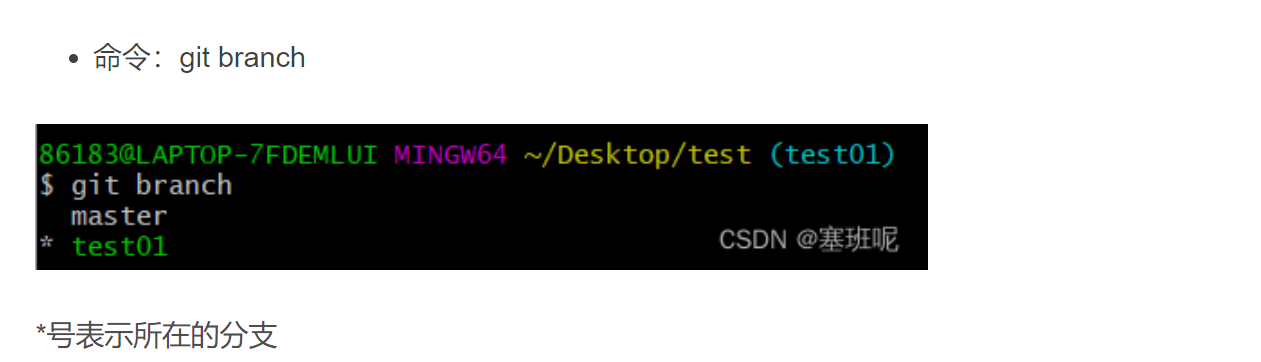 命令：git branch
86183@LAPTOP-7FDEMLUI MINGW64 ~/Desktop/test (test01)
$ git branch
master
* test01
CSDN @塞班呢
*号表示所在的分支